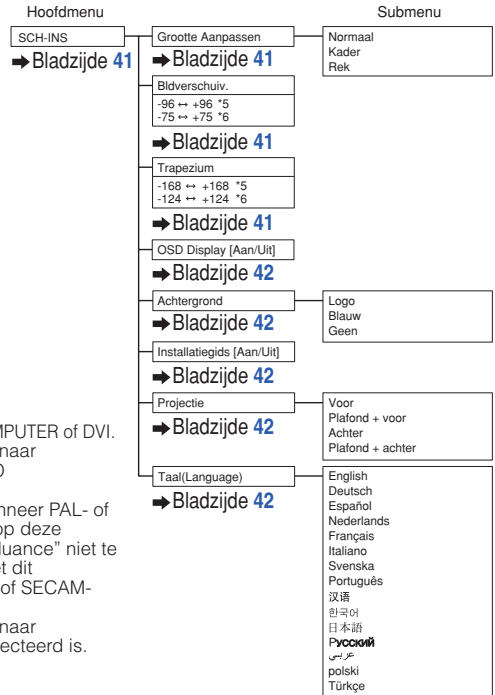 Hoofdmenu
Submenu
SCH-INS
➡Bladzijde 41
Grootte Aanpassen
➡Bladzijde 41
Normaal
Kader
Rek
Bldverschuiv.
-96 ↔ +96 *5
-75 ↔ +75 *6
➡Bladzijde 41
Trapezium
-168 ↔ +168 *5
-124 ↔ +124 *6
➡Bladzijde 41
OSD Display [Aan/Uit]
➡Bladzijde 42
Achtergrond
➡Bladzijde 42
Logo
Blauw
Geen
Installatiegids [Aan/Uit]
➡Bladzijde 42
Projectie
➡Bladzijde 42
Voor
Plafond + voor
Achter
Plafond + achter
Taal(Language)
➡Bladzijde 42
English
Deutsch
Español
Nederlands
Français
Italiano
Svenska
Português
汉语
한국어
日本語
Русский
عربي
polski
Türkçe
MPUTER of DVI.
naar
nneer PAL- of
op deze
uance” niet te
t dit
of SECAM-
naar
ecteerd is.